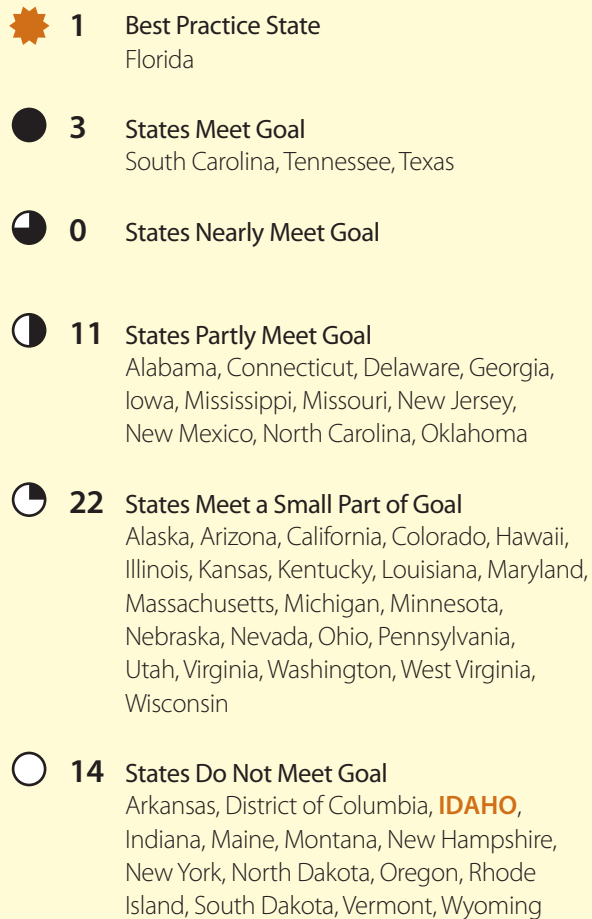 1 Best Practice State
Florida
3 States Meet Goal
South Carolina, Tennessee, Texas
0 States Nearly Meet Goal
11 States Partly Meet Goal
Alabama, Connecticut, Delaware, Georgia,
Iowa, Mississippi, Missouri, New Jersey,
New Mexico, North Carolina, Oklahoma
22 States Meet a Small Part of Goal
Alaska, Arizona, California, Colorado, Hawaii,
Illinois, Kansas, Kentucky, Louisiana, Maryland,
Massachusetts, Michigan, Minnesota,
Nebraska, Nevada, Ohio, Pennsylvania,
Utah, Virginia, Washington, West Virginia,
Wisconsin
14 States Do Not Meet Goal
Arkansas, District of Columbia, IDAHO,
Indiana, Maine, Montana, New Hampshire,
New York, North Dakota, Oregon, Rhode
Island, South Dakota, Vermont, Wyoming